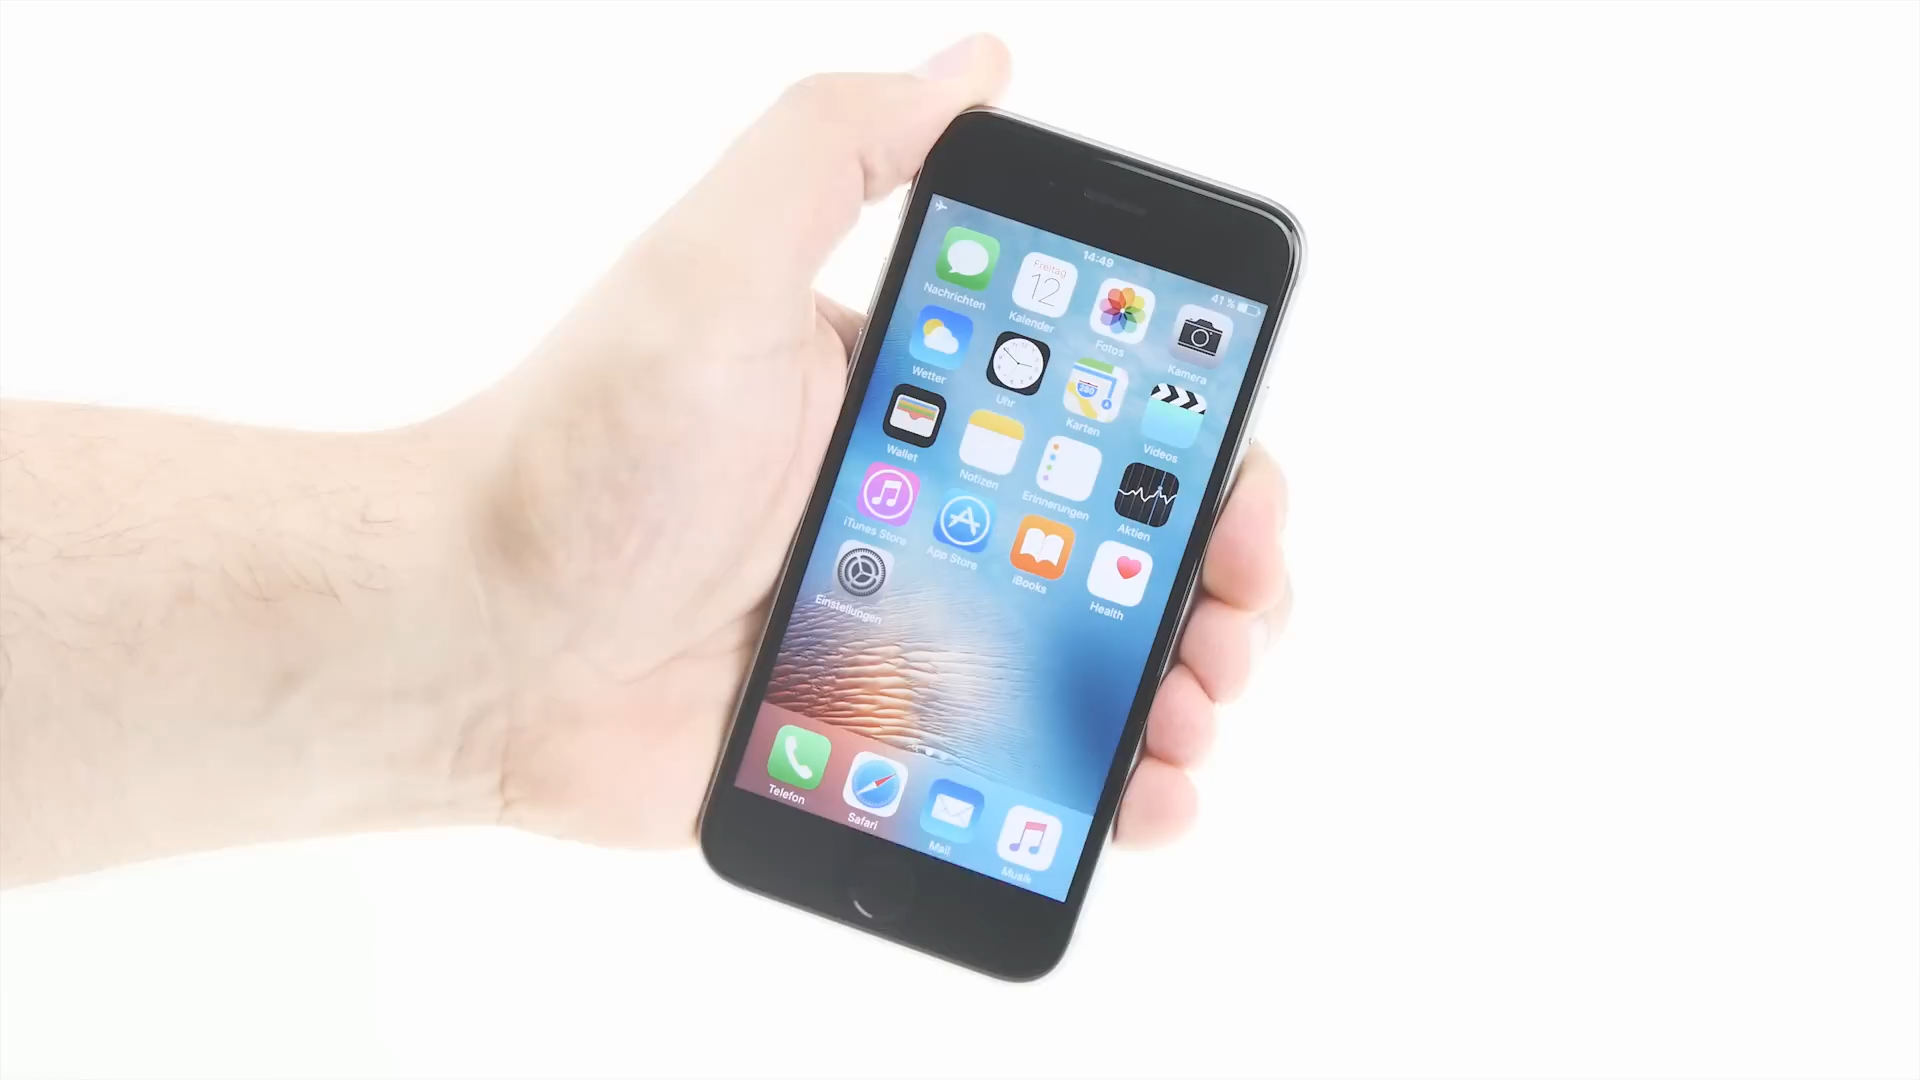 14:49
41 %
Nachrichten
Freitag
12
Kalender
Fotos
Kamera
Wetter
Uhr
280
Karten
Videos
Wallet
Notizen
Erinnerungen
Aktien
iTunes Store
App Store
iBooks
Health
Einstellungen
Telefon
Safari
Mail
Musik